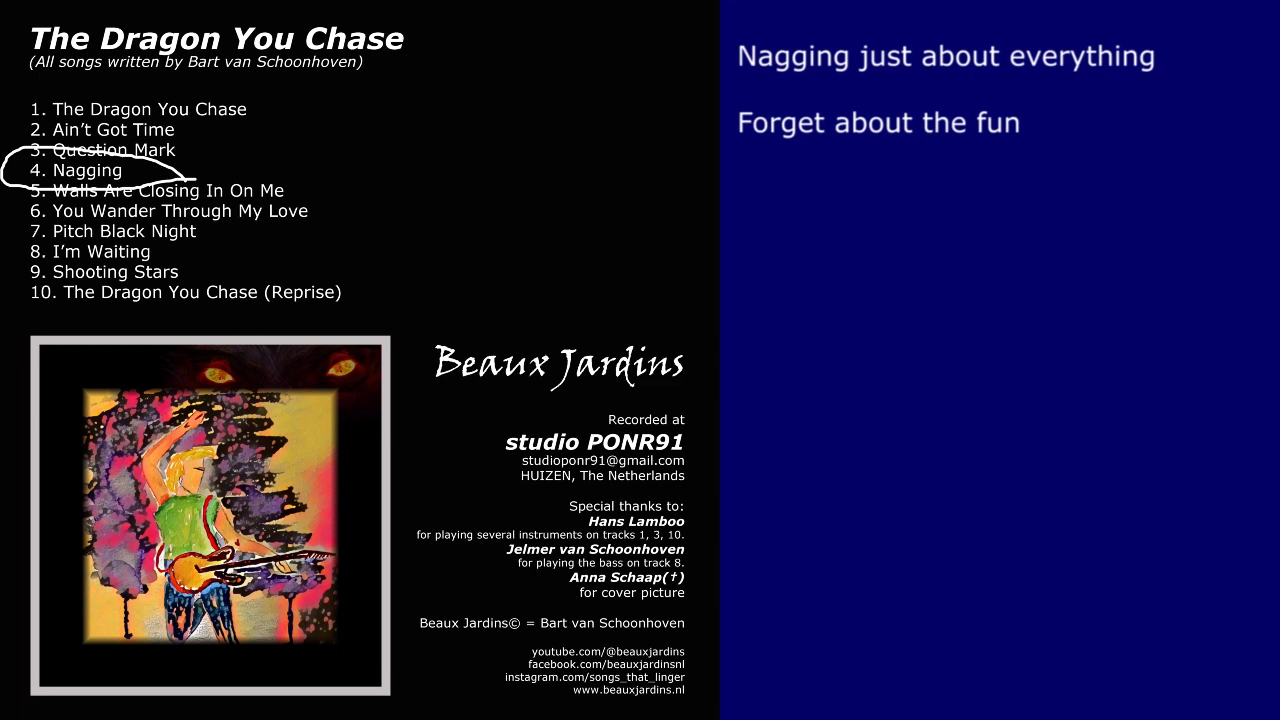 The Dragon You Chase
(All songs written by Bart van Schoonhoven)
1. The Dragon You Chase
2. Ain’t Got Time
3. Question Mark
4. Nagging
5. Walls Are Closing In On Me
6. You Wander Through My Love
7. Pitch Black Night
8. I’m Waiting
9. Shooting Stars
10. The Dragon You Chase (Reprise)
Beaux Jardins
Recorded at
studio PONR91
studioponr91@gmail.com
HUIZEN, The Netherlands
Special thanks to:
Hans Lamboo
for playing several instruments on tracks 1, 3, 10.
Jelmer van Schoonhoven
for playing the bass on track 8.
Anna Schaap(†)
for cover picture
Beaux Jardins© = Bart van Schoonhoven
youtube.com/@beauxjardins
facebook.com/beauxjardinsnl
instagram.com/songs_that_linger
www.beauxjardins.nl
Nagging just about everything
Forget about the fun